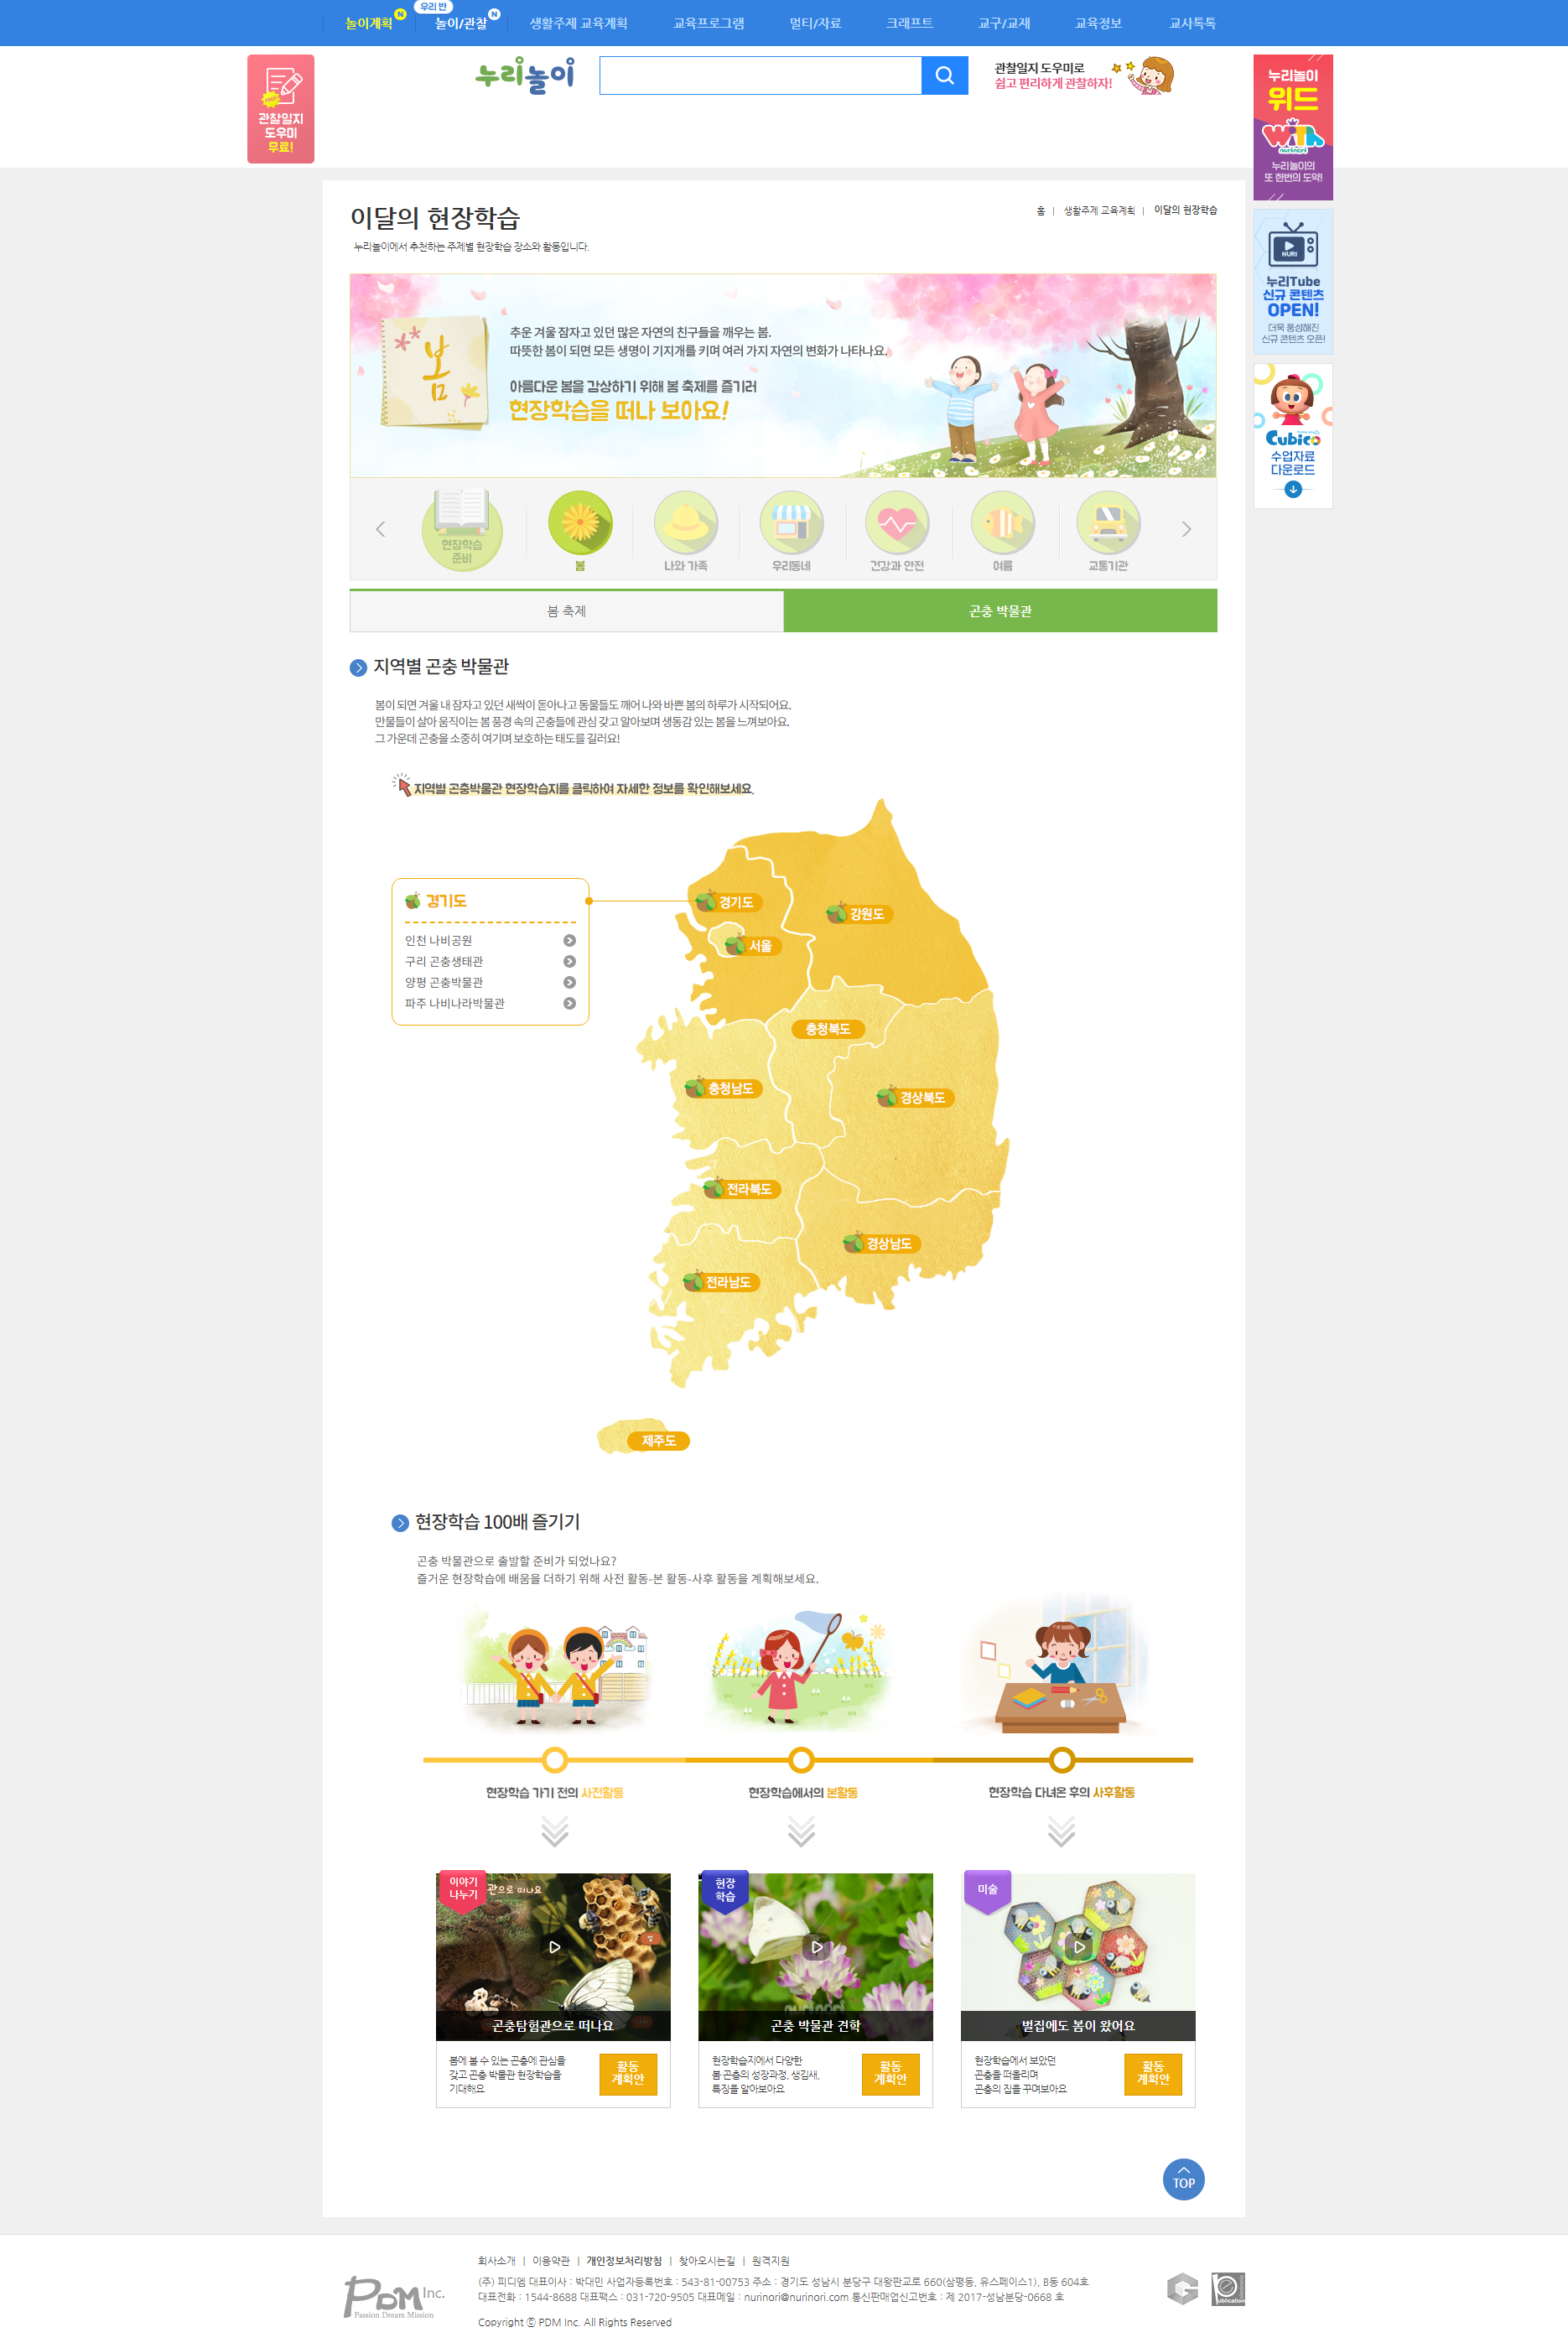 놀이계획
N
우리 반
놀이/관찰
N
생활주제 교육계획
교육프로그램
멀티/자료
크래프트
교구/교재
교육정보
교사톡톡
관찰일지
도우미
무료!
누리놀이
관찰일지 도우미로
쉽고 편리하게 관찰하자!
누리놀이
위드
WiTh
nurinori
누리놀이의
또 한번의 도약!
NURI
누리Tube
신규 콘텐츠
OPEN!
더욱 풍성해진
신규 콘텐츠 오픈!
Cubico
수업자료
다운로드
이달의 현장학습
홈 | 생활주제 교육계획 | 이달의 현장학습
누리놀이에서 추천하는 주제별 현장학습 장소와 활동입니다.
봄
추운 겨울 잠자고 있던 많은 자연의 친구들을 깨우는 봄.
따뜻한 봄이 되면 모든 생명이 기지개를 키며 여러 가지 자연의 변화가 나타나요.
아름다운 봄을 감상하기 위해 봄 축제를 즐기러
현장학습을 떠나 보아요!
현장학습
준비
봄
나와 가족
우리동네
건강과 안전
여름
교통기관
봄 축제
곤충 박물관
지역별 곤충 박물관
봄이 되면 겨울 내 잠자고 있던 새싹이 돋아나고 동물들도 깨어 나와 바쁜 봄의 하루가 시작되어요.
만물들이 살아 움직이는 봄 풍경 속의 곤충들에 관심 갖고 알아보며 생동감 있는 봄을 느껴보아요.
그 가운데 곤충을 소중히 여기며 보호하는 태도를 길러요!
지역별 곤충박물관 현장학습지를 클릭하여 자세한 정보를 확인해보세요.
경기도
인천 나비공원
구리 곤충생태관
양평 곤충박물관
파주 나비나라박물관
경기도
강원도
서울
충청북도
충청남도
경상북도
전라북도
경상남도
전라남도
제주도
현장학습 100배 즐기기
곤충 박물관으로 출발할 준비가 되었나요?
즐거운 현장학습에 배움을 더하기 위해 사전 활동-본 활동-사후 활동을 계획해보세요.
현장학습 가기 전의 사전활동
현장학습에서의 본활동
현장학습 다녀온 후의 사후활동
이야기
나누기
관으로 떠나요
벌
곤충탐험관으로 떠나요
봄에 볼 수 있는 곤충에 관심을
갖고 곤충 박물관 현장학습을
기대해요
활동
계획안
현장
학습
nurinori
곤충 박물관 견학
현장학습지에서 다양한
봄 곤충의 성장과정, 생김새,
특징을 알아보아요
활동
계획안
미술
벌집에도 봄이 왔어요
현장학습에서 보았던
곤충을 떠올리며
곤충의 집을 꾸며보아요
활동
계획안
TOP
회사소개 | 이용약관 | 개인정보처리방침 | 찾아오시는길 | 원격지원
PDM Inc.
Passion Dream Mission
(주) 피디엠 대표이사 : 박대민 사업자등록번호 : 543-81-00753 주소 : 경기도 성남시 분당구 대왕판교로 660(삼평동, 유스페이스1), B동 604호
대표전화 : 1544-8688 대표팩스 : 031-720-9505 대표메일 : nurinori@nurinori.com 통신판매업신고번호 : 제 2017-성남분당-0668 호
Copyright ⓒ PDM Inc. All Rights Reserved